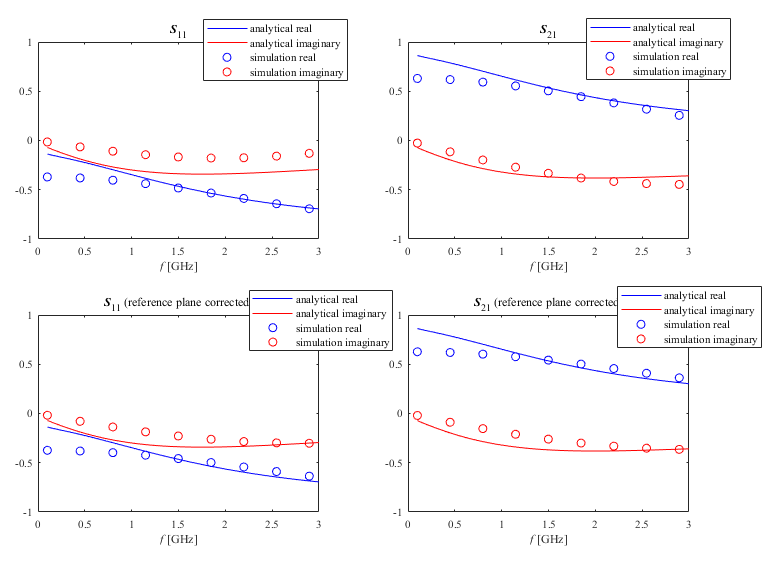 S11
analytical real
analytical imaginary
simulation real
simulation imaginary
1
0.5
0
-0.5
-1
0
0.5
1
1.5
2
2.5
3
f [GHz]
S21
analytical real
analytical imaginary
simulation real
simulation imaginary
1
0.5
0
-0.5
-1
0
0.5
1
1.5
2
2.5
3
f [GHz]
S11 (reference plane corrected
analytical real
analytical imaginary
simulation real
simulation imaginary
1
0.5
0
-0.5
-1
0
0.5
1
1.5
2
2.5
3
f [GHz]
S21 (reference plane cor
analytical real
analytical imaginary
simulation real
simulation imaginary
1
0.5
0
-0.5
-1
0
0.5
1
1.5
2
2.5
3
f [GHz]